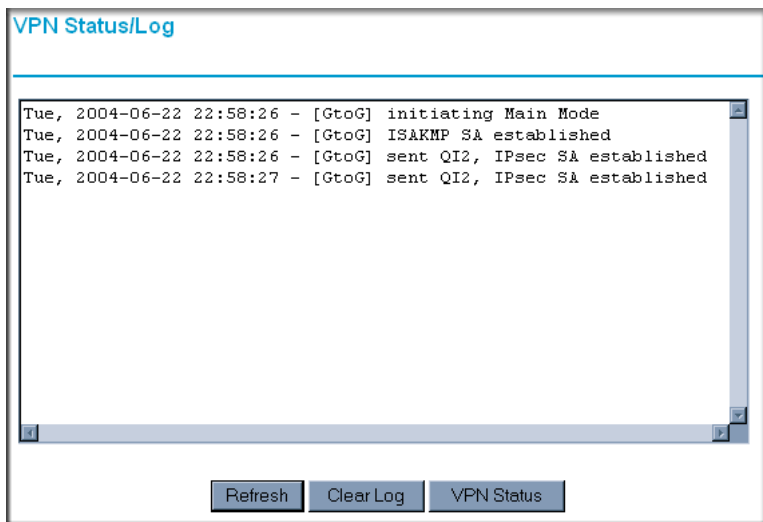 VPN Status/Log
Tue, 2004-06-22 22:58:26 - [GtoG] initiating Main Mode
Tue, 2004-06-22 22:58:26 - [GtoG] ISAKMP SA established
Tue, 2004-06-22 22:58:26 - [GtoG] sent QI2, IPsec SA established
Tue, 2004-06-22 22:58:27 - [GtoG] sent QI2, IPsec SA established
Refresh Clear Log VPN Status